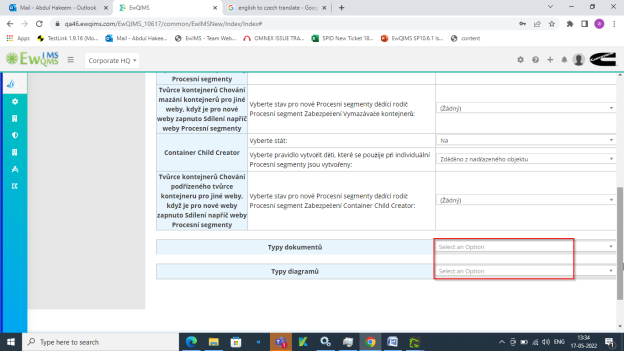 Mail - Abdul Hakeem - Outlook
EwQIMS
english to czech translate - Goog
qa46.ewqims.com/EwQIMS_10617/common/EwIMSNew/Index/Index#
Apps
TestLink 1.9.16 (Mo...
Mail - Abdul Hakee...
EwIMS - Team Web...
OMNEX ISSUE TRA...
SPID New Ticket 18...
EwQIMS SP10.6.1 Is...
content
EwQIMS
Corporate HQ
Procesní segmenty
Tvůrce kontejnerů Chování mazání kontejnerů pro jiné weby, když je pro nové weby zapnuto Sdílení napříč weby Procesní segmenty
Vyberte stav pro nové Procesní segmenty dědící rodič
Procesní segment Zabezpečení Vymazávače kontejnerů:
(Žádný)
Container Child Creator
Vyberte stát:
Na
Vyberte pravidlo vytvořit děti, které se použije při individuální
Procesní segmenty jsou vytvořeny:
Zděděno z nadřazeného objektu
Tvůrce kontejnerů Chování
podřízeného tvůrce
kontejneru pro jiné weby,
když je pro nové weby
zapnuto Sdílení napříč weby
Procesní segmenty
Vyberte stav pro nové Procesní segmenty dědící rodič
Procesní segment Zabezpečení Container Child Creator:
(Žádný)
Typy dokumentů
Select an Option
Typy diagramů
Select an Option
Type here to search
ENG
13:34
17-05-2022